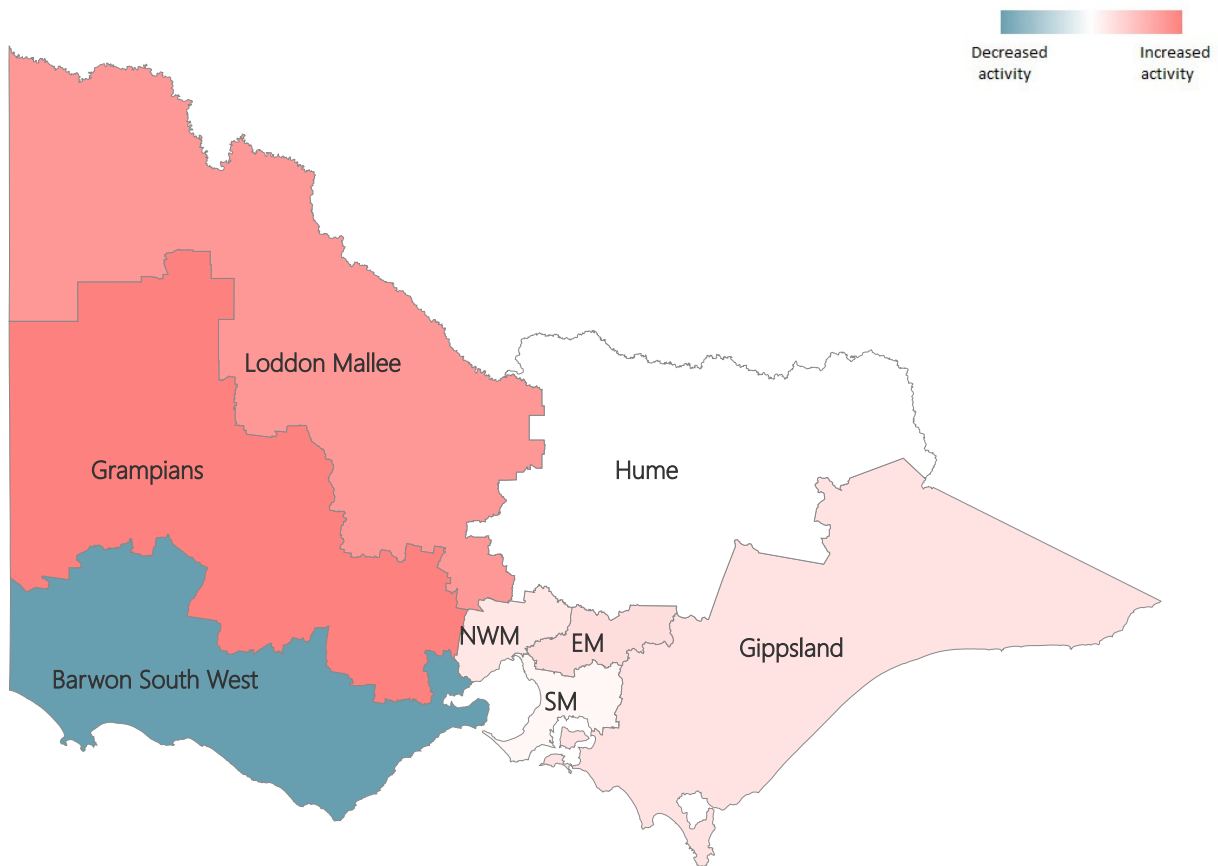 Decreased
activity
Increased
activity
Loddon Mallee
Grampians
Hume
NWM
EM
Gippsland
Barwon South West
SM